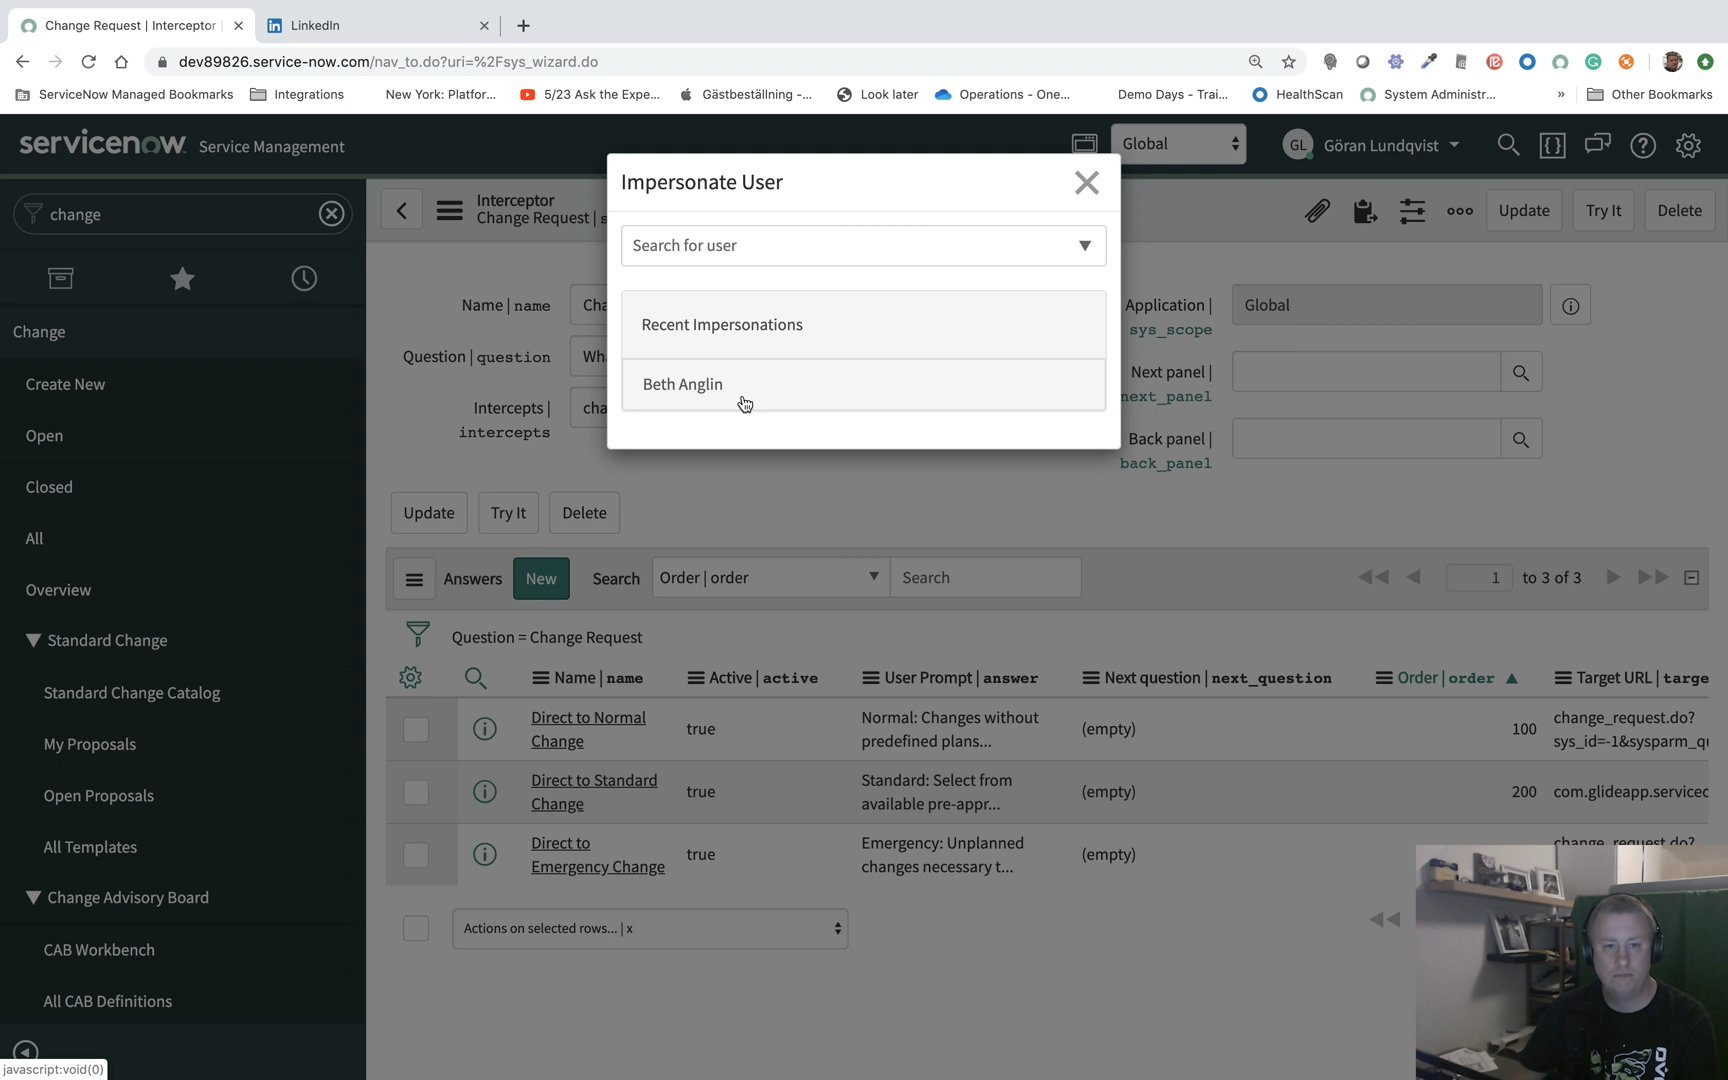 Change Request | Interceptor
LinkedIn
dev89826.service-now.com/nav_to.do?uri=%2Fsys_wizard.do
ServiceNow Managed Bookmarks
Integrations
New York: Platfor...
5/23 Ask the Expe...
Gästbeställning -...
Look later
Operations - One...
Demo Days - Trai...
HealthScan
System Administr...
»
Other Bookmarks
servicenow
Service Management
Global
GL
Göran Lundqvist
change
Change
Create New
Open
Closed
All
Overview
Standard Change
Standard Change Catalog
My Proposals
Open Proposals
All Templates
Change Advisory Board
CAB Workbench
All CAB Definitions
javascript:void(0)
Interceptor
Change Request |
Update
Try It
Delete
Impersonate User
Search for user
Recent Impersonations
Beth Anglin
Name | name
Cha
Question | question
Wha
Intercepts |
intercepts
cha
Application |
sys_scope
Global
Next panel |
next_panel
Back panel |
back_panel
Update
Try It
Delete
Answers
New
Search
Order | order
Search
1
to 3 of 3
Question = Change Request
Name | name
Active | active
User Prompt | answer
Next question | next_question
Order | order
Target URL | targe
Direct to Normal
Change
true
Normal: Changes without
predefined plans...
(empty)
100
change_request.do?
sys_id=-1&sysparm_qu
Direct to Standard
Change
true
Standard: Select from
available pre-appr...
(empty)
200
com.glideapp.servicec
Direct to
Emergency Change
true
Emergency: Unplanned
changes necessary t...
(empty)
change_request.do?
Actions on selected rows... | x